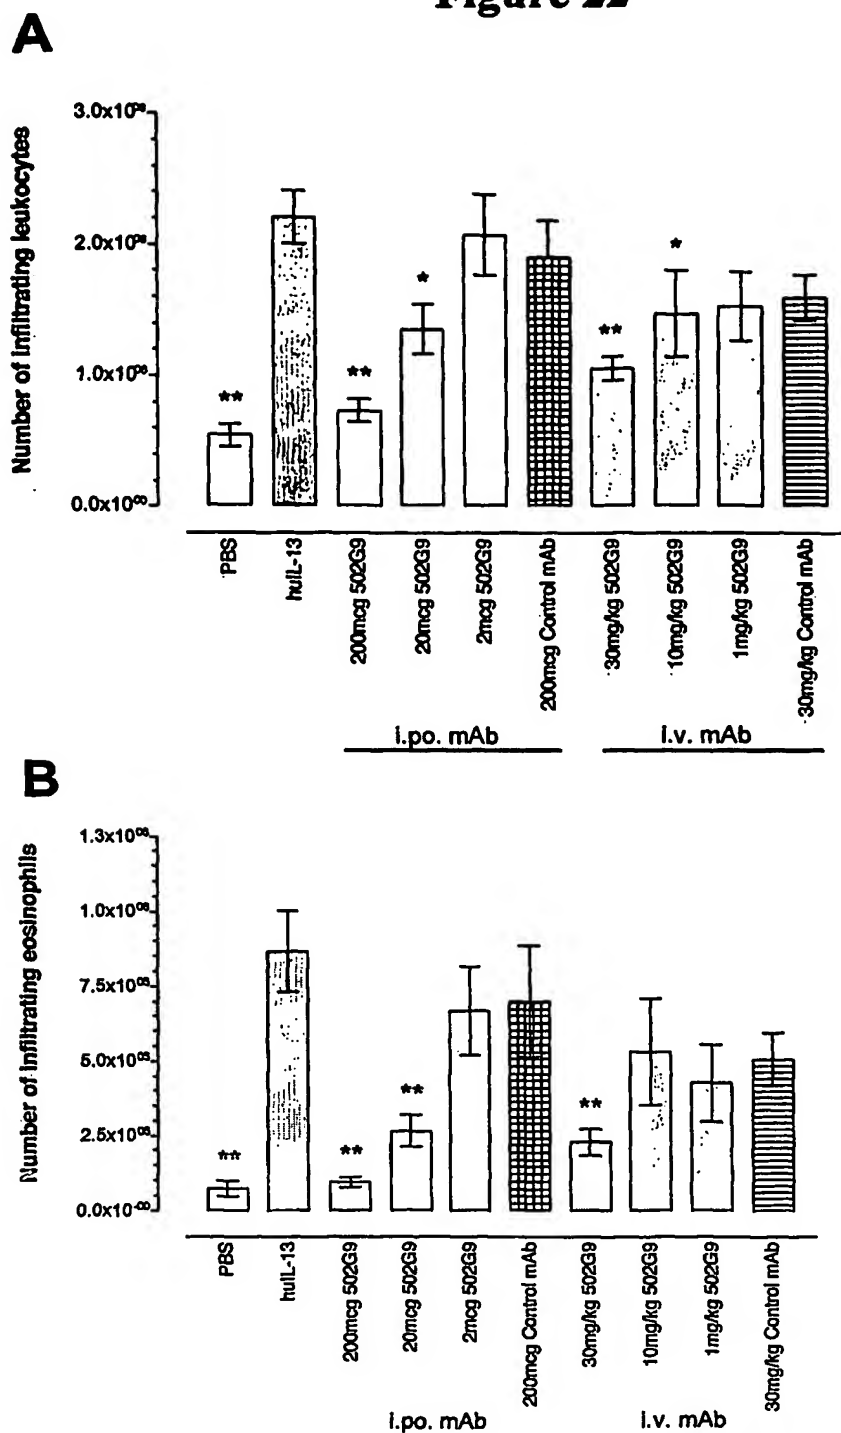 Figure 22
A
Number of infiltrating leukocytes
3.0x10
2.0x10
1.0x10
0.0x10⁰⁰
**
**
*
**
*
PBS
huIL-13
200mcg 502G9
20mcg 502G9
2mcg 502G9
200mcg Control mAb
30mg/kg 502G9
10mg/kg 502G9
1mg/kg 502G9
30mg/kg Control mAb
i.po. mAb
i.v. mAb
B
Number of infiltrating eosinophils
1.3x10
1.0x10
7.5x10
5.0x10
2.5x10
0.0x10⁻⁰⁰
**
**
**
**
PBS
huIL-13
200mcg 502G9
20mcg 502G9
2mcg 502G9
200mcg Control mAb
30mg/kg 502G9
10mg/kg 502G9
1mg/kg 502G9
30mg/kg Control mAb
i.po. mAb
i.v. mAb